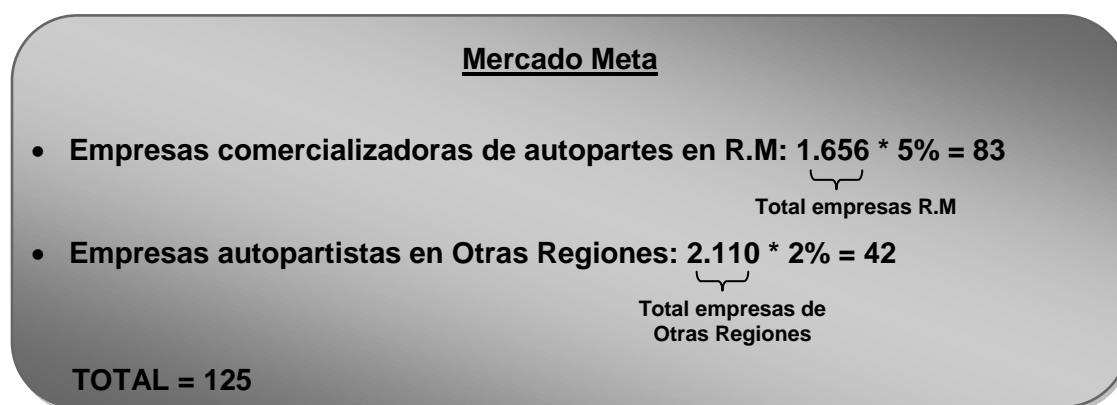 Mercado Meta
• Empresas comercializadoras de autopartes en R.M: 1.656 * 5% = 83
Total empresas R.M
• Empresas autopartistas en Otras Regiones: 2.110 * 2% = 42
Total empresas de
Otras Regiones
TOTAL = 125